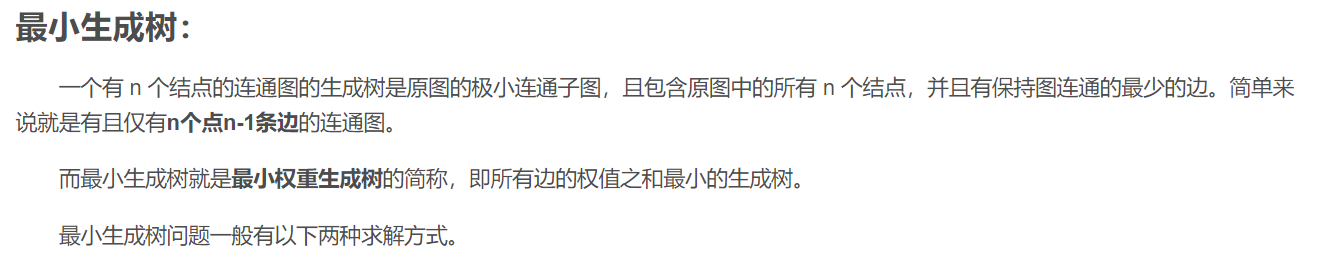 最小生成树：
一个有 n 个结点的连通图的生成树是原图的极小连通子图，且包含原图中的所有 n 个结点，并且有保持图连通的最少的边。简单来
说就是有且仅有n个点n-1条边的连通图。
而最小生成树就是最小权重生成树的简称，即所有边的权值之和最小的生成树。
最小生成树问题一般有以下两种求解方式。